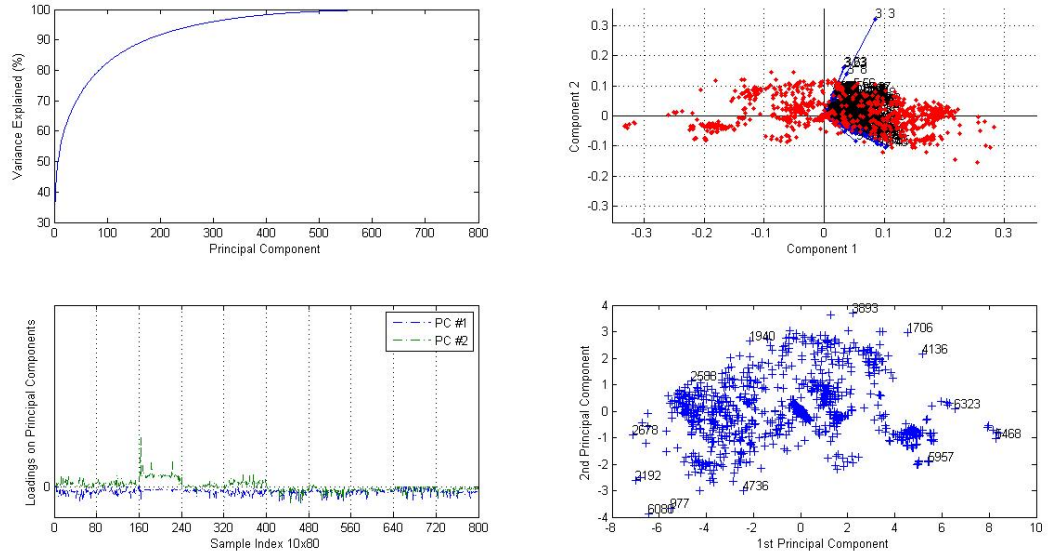 100
90
80
70
60
50
40
30
Variance Explained (%)
0 100 200 300 400 500 600 700 800
Principal Component
0.3
0.2
0.1
0
-0.1
-0.2
-0.3
Component 2
3 3
-0.3 -0.2 -0.1 0 0.1 0.2 0.3
Component 1
PC #1
PC #2
0
Loadings on Principal Components
0 80 160 240 320 400 480 560 640 720 800
Sample Index 10x80
4
3
2
1
0
-1
-2
-3
-4
2nd Principal Component
3893
1706
1940
4136
2588
6323
2678
5957
2192
4736
977
-8 -6 -4 -2 0 2 4 6 8 10
1st Principal Component